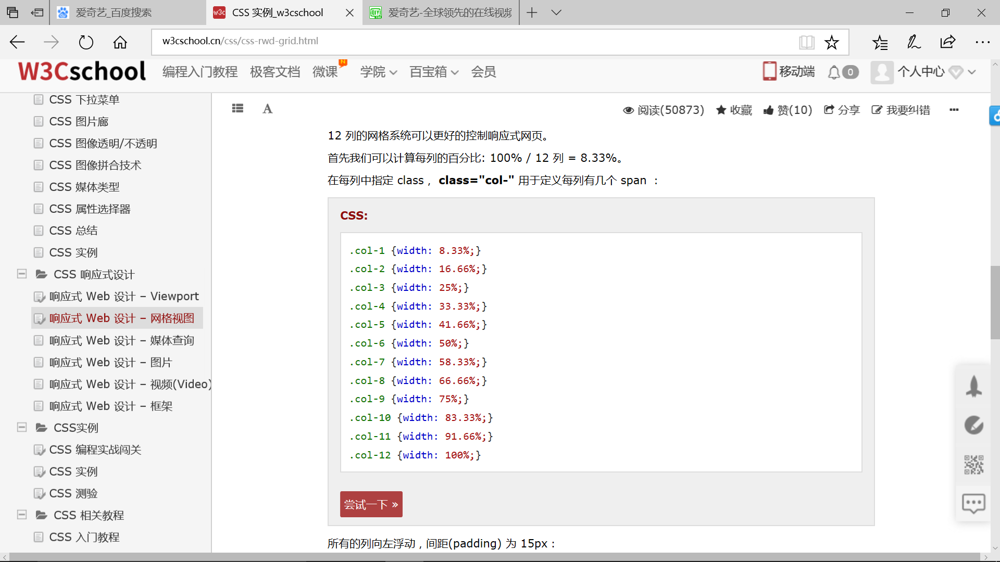 爱奇艺_百度搜索
CSS 实例_w3cschool
爱奇艺-全球领先的在线视频
w3cschool.cn/css/css-rwd-grid.html
W3Cschool 编程入门教程 极客文档 微课 N 学院 百宝箱 会员 移动端 0 个人中心
CSS 下拉菜单
CSS 图片廊
CSS 图像透明/不透明
CSS 图像拼合技术
CSS 媒体类型
CSS 属性选择器
CSS 总结
CSS 实例
CSS 响应式设计
响应式 Web 设计 – Viewport
响应式 Web 设计 – 网格视图
响应式 Web 设计 – 媒体查询
响应式 Web 设计 – 图片
响应式 Web 设计 – 视频(Video)
响应式 Web 设计 – 框架
CSS实例
CSS 编程实战闯关
CSS 实例
CSS 测验
CSS 相关教程
CSS 入门教程
A 阅读(50873) 收藏 赞(10) 分享 我要纠错
12 列的网格系统可以更好的控制响应式网页。
首先我们可以计算每列的百分比: 100% / 12 列 = 8.33%。
在每列中指定 class， class="col-" 用于定义每列有几个 span ：
CSS:
.col-1 {width: 8.33%;}
.col-2 {width: 16.66%;}
.col-3 {width: 25%;}
.col-4 {width: 33.33%;}
.col-5 {width: 41.66%;}
.col-6 {width: 50%;}
.col-7 {width: 58.33%;}
.col-8 {width: 66.66%;}
.col-9 {width: 75%;}
.col-10 {width: 83.33%;}
.col-11 {width: 91.66%;}
.col-12 {width: 100%;}
尝试一下 »
所有的列向左浮动，间距(padding) 为 15px：